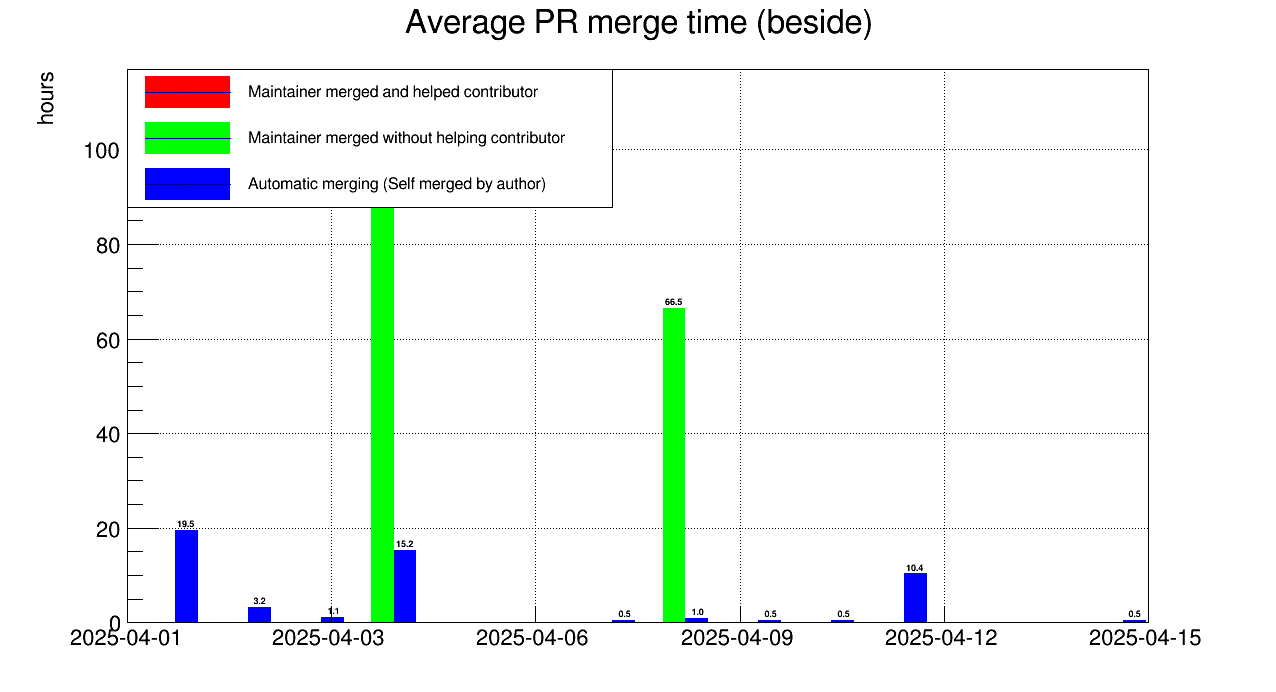 Average PR merge time (beside)
hours
Maintainer merged and helped contributor
Maintainer merged without helping contributor
Automatic merging (Self merged by author)
100
80
60
40
20
0
19.5
3.2
1.1
15.2
0.5
66.5
1.0
0.5
0.5
10.4
0.5
2025-04-01 2025-04-03 2025-04-06 2025-04-09 2025-04-12 2025-04-15